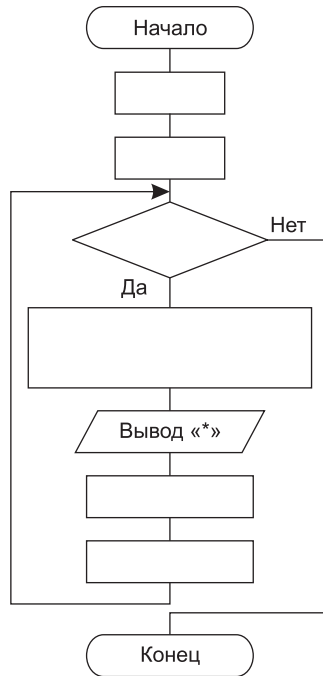 Начало
Нет
Да
Вывод «*»
Конец